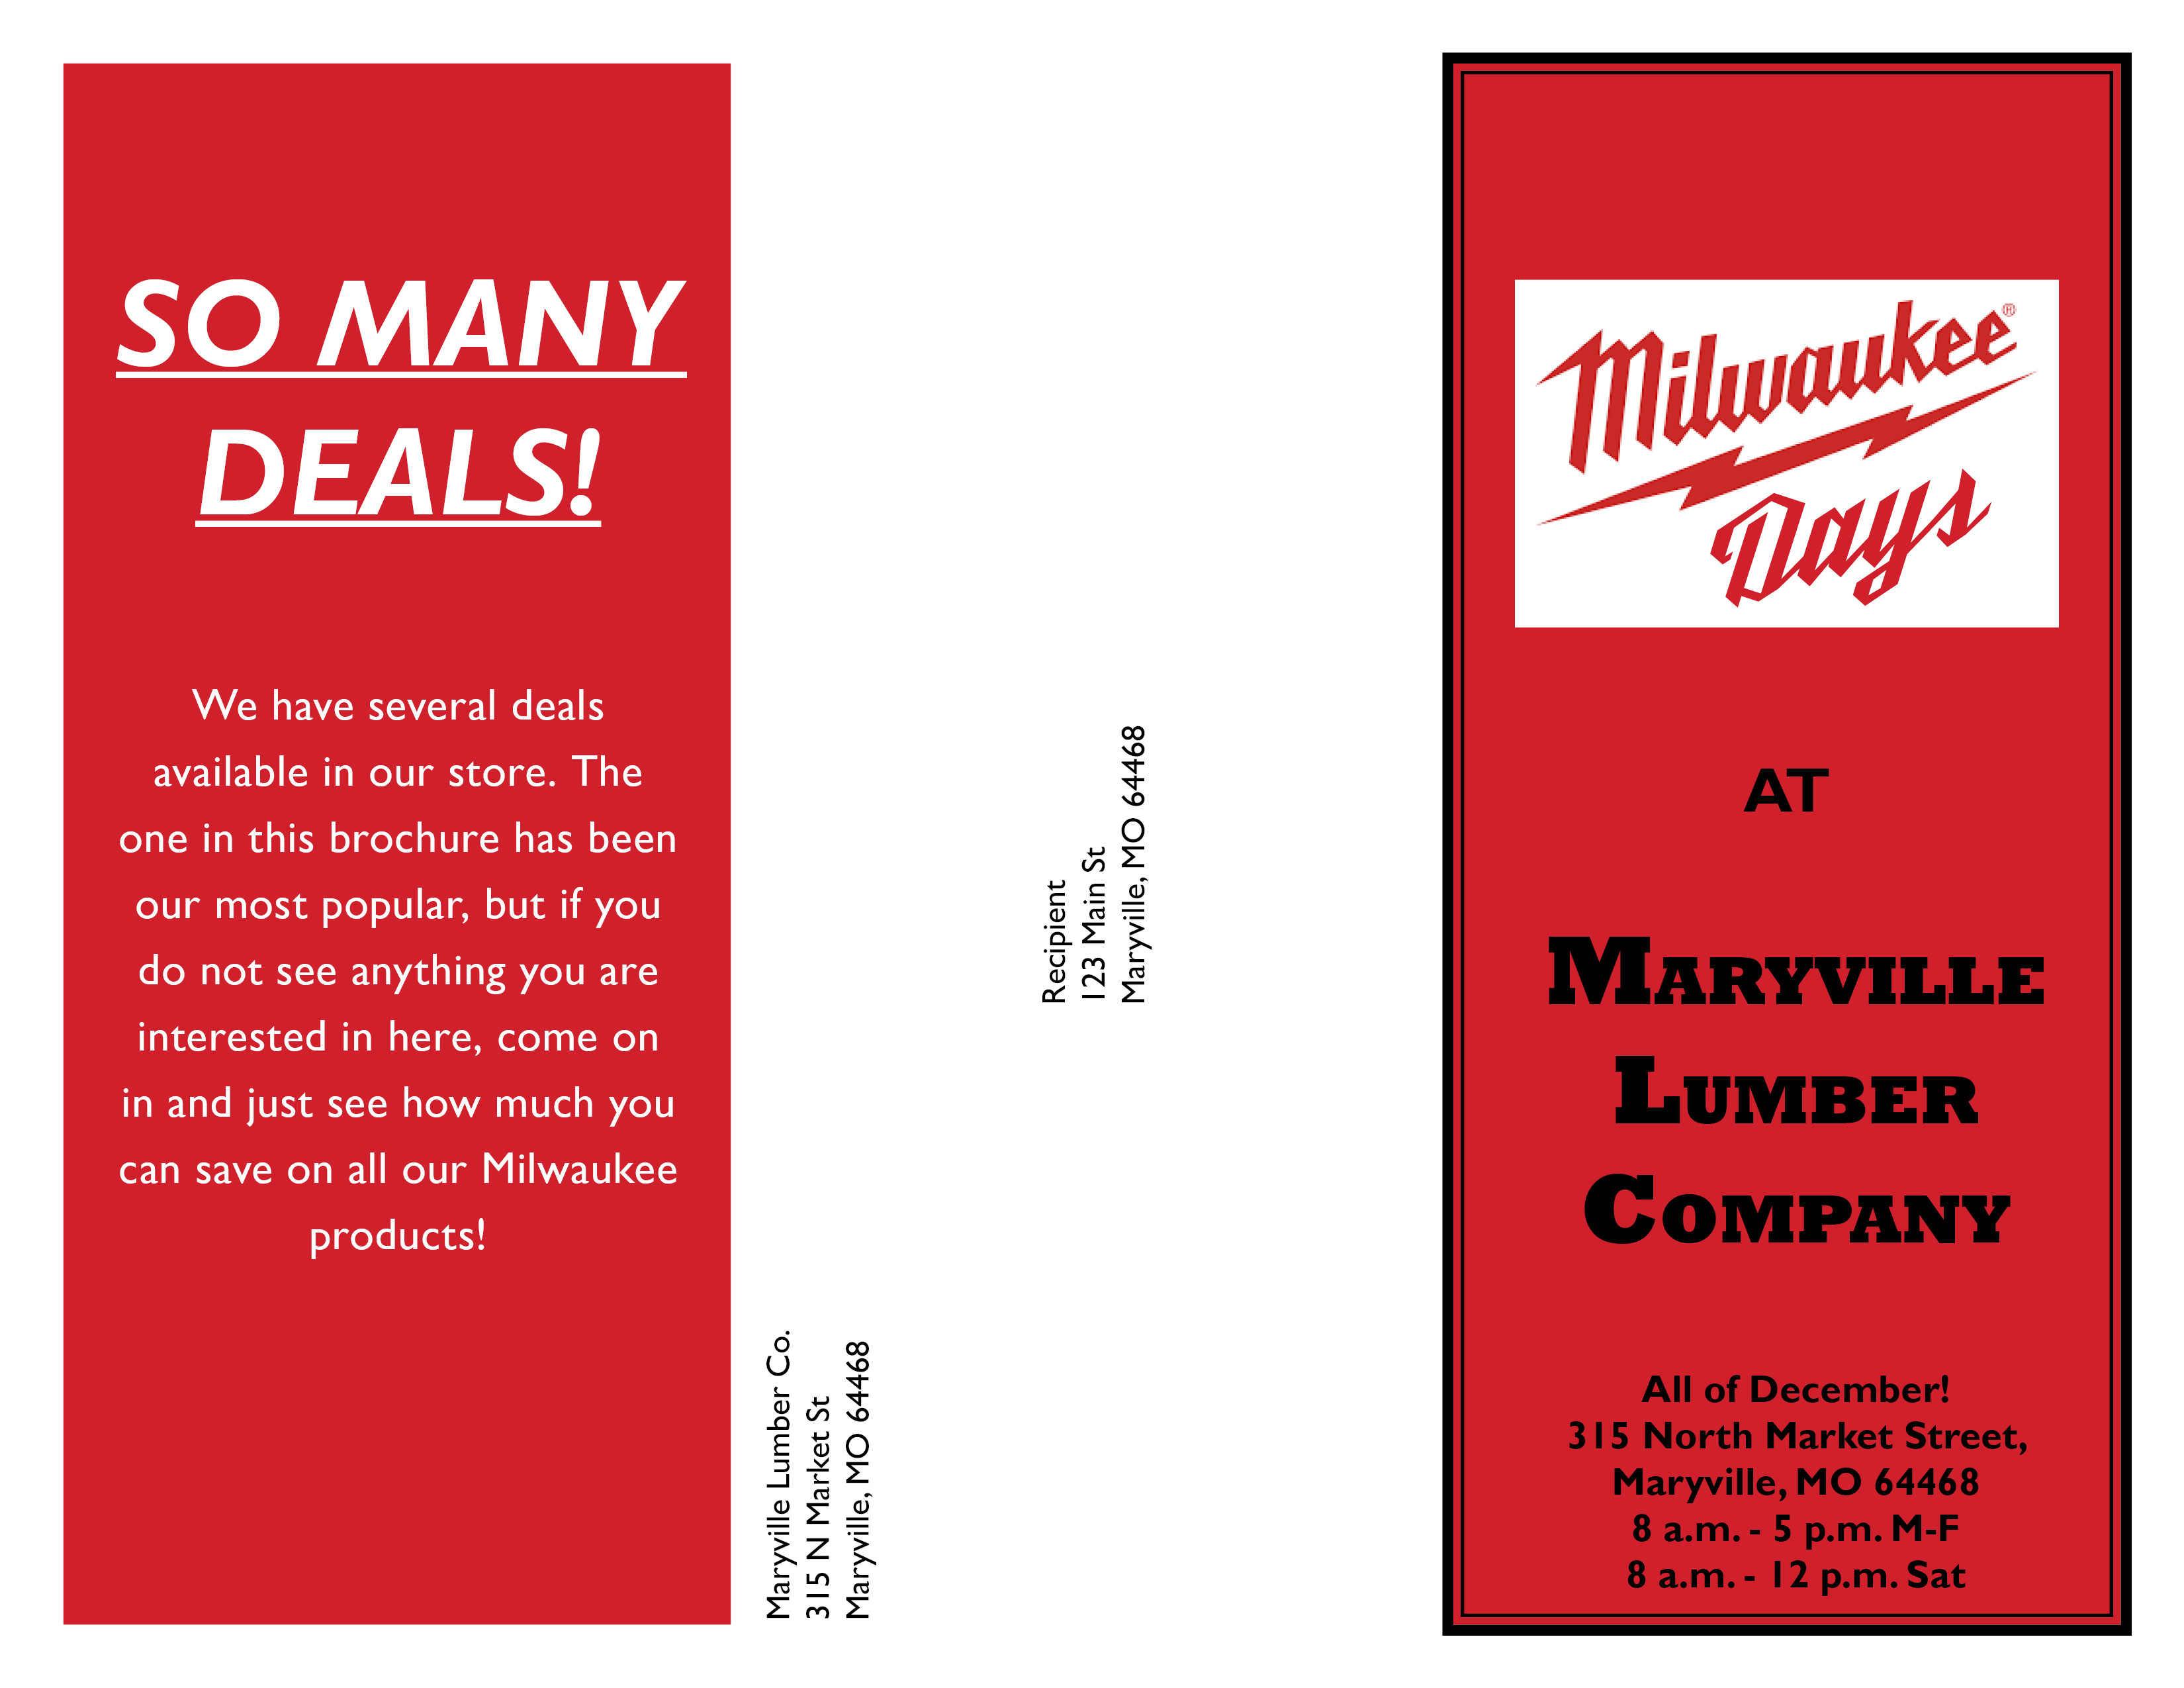 SO MANY
DEALS!
We have several deals
available in our store. The
one in this brochure has been
our most popular, but if you
do not see anything you are
interested in here, come on
in and just see how much you
can save on all our Milwaukee
products!
Maryville Lumber Co.
315 N Market St
Maryville, MO 64468
Recipient
123 Main St
Maryville, MO 64468
Milwaukee®
Days
AT
MARYVILLE
LUMBER
COMPANY
All of December!
315 North Market Street,
Maryville, MO 64468
8 a.m. - 5 p.m. M-F
8 a.m. - 12 p.m. Sat